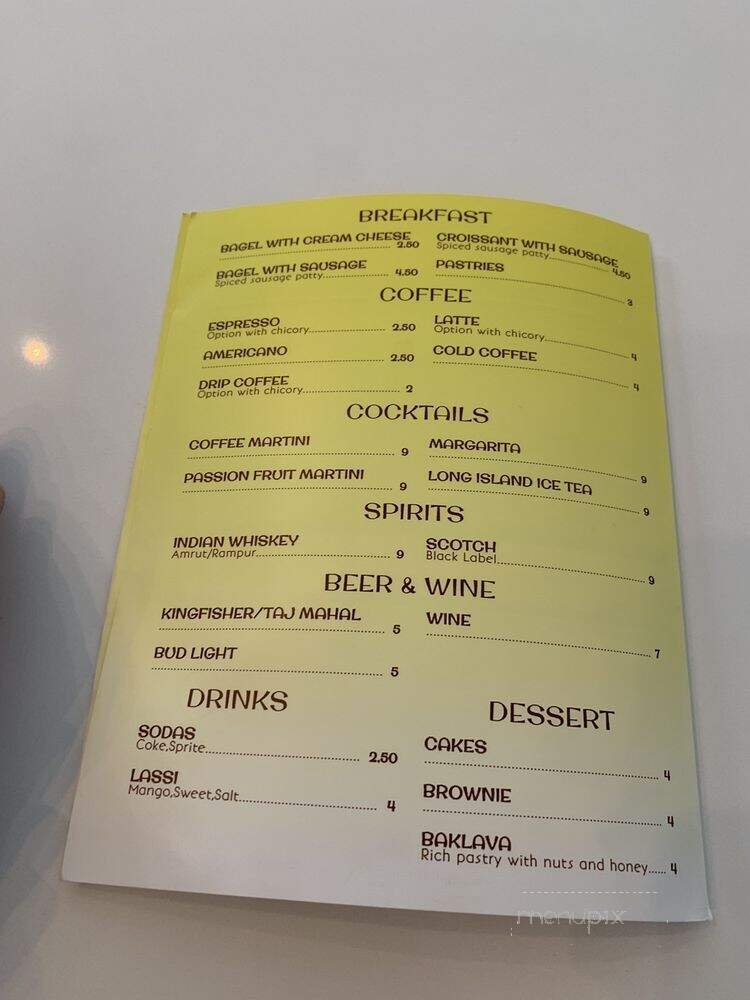 BREAKFAST
BAGEL WITH CREAM CHEESE 2.50
CROISSANT WITH SAUSAGE
Spiced sausage patty 4.50
BAGEL WITH SAUSAGE
Spiced sausage patty 4.50
PASTRIES 3
COFFEE
ESPRESSO
Option with chicory 2.50
LATTE
Option with chicory 4
AMERICANO 2.50
COLD COFFEE 4
DRIP COFFEE
Option with chicory 2
COCKTAILS
COFFEE MARTINI 9
MARGARITA 9
PASSION FRUIT MARTINI 9
LONG ISLAND ICE TEA 9
SPIRITS
INDIAN WHISKEY
Amrut/Rampur 9
SCOTCH
Black Label 9
BEER & WINE
KINGFISHER/TAJ MAHAL 5
WINE 7
BUD LIGHT 5
DRINKS
SODAS
Coke,Sprite 2.50
LASSI
Mango,Sweet,Salt 4
DESSERT
CAKES 4
BROWNIE 4
BAKLAVA
Rich pastry with nuts and honey 4
menupix